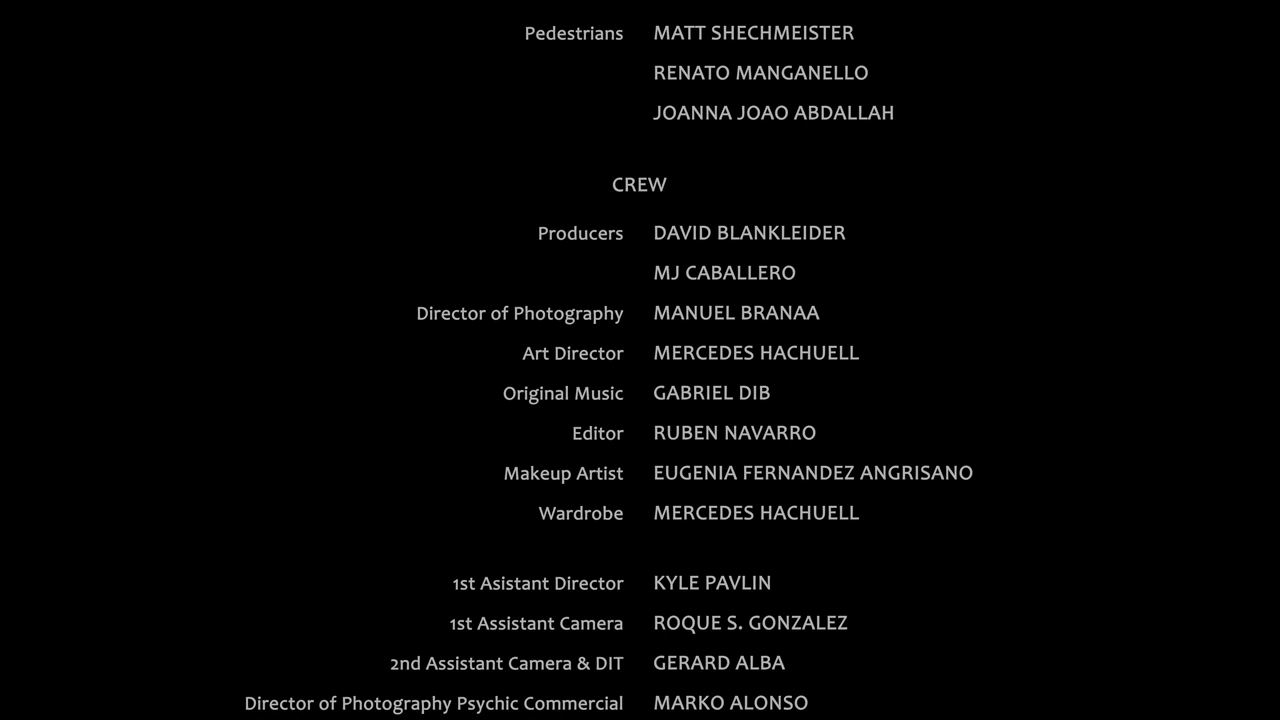 Pedestrians MATT SHECHMEISTER
RENATO MANGANELLO
JOANNA JOAO ABDALLAH
CREW
Producers DAVID BLANKLEIDER
MJ CABALLERO
Director of Photography MANUEL BRANAA
Art Director MERCEDES HACHUELL
Original Music GABRIEL DIB
Editor RUBEN NAVARRO
Makeup Artist EUGENIA FERNANDEZ ANGRISANO
Wardrobe MERCEDES HACHUELL
1st Asistant Director KYLE PAVLIN
1st Assistant Camera ROQUE S. GONZALEZ
2nd Assistant Camera & DIT GERARD ALBA
Director of Photography Psychic Commercial MARKO ALONSO